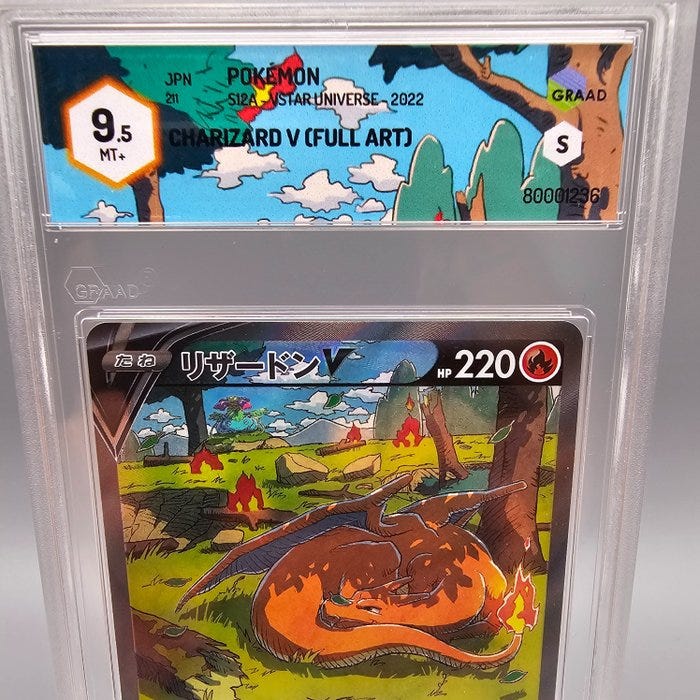 JPN POKÉMON
211 S12A - VSTAR UNIVERSE - 2022
GRAAD
9.5
MT+
CHARIZARD V (FULL ART)
S
80001236
GRAAD
たね リザードンV HP 220